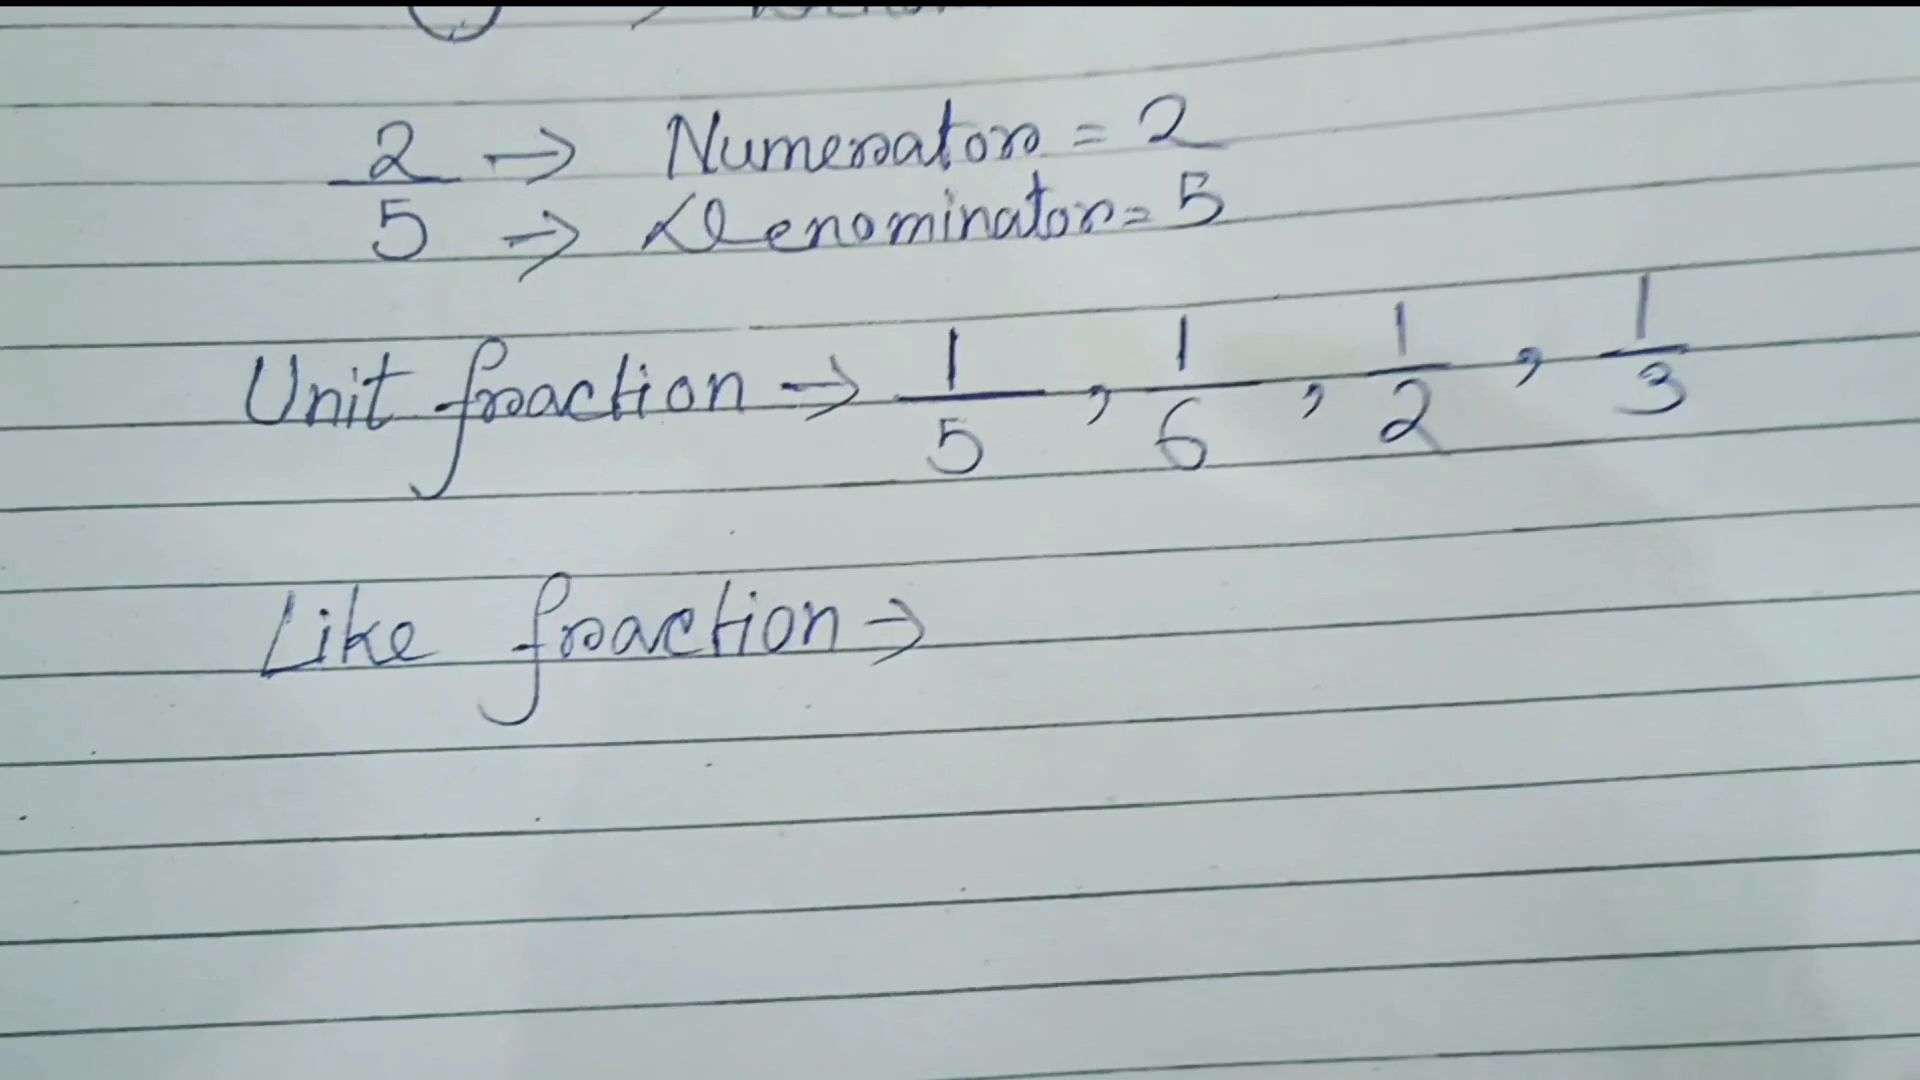 2/5 → Numerator = 2
→ Denominator = 5
Unit fraction → 1/5 , 1/6 , 1/2 , 1/3
Like fraction →